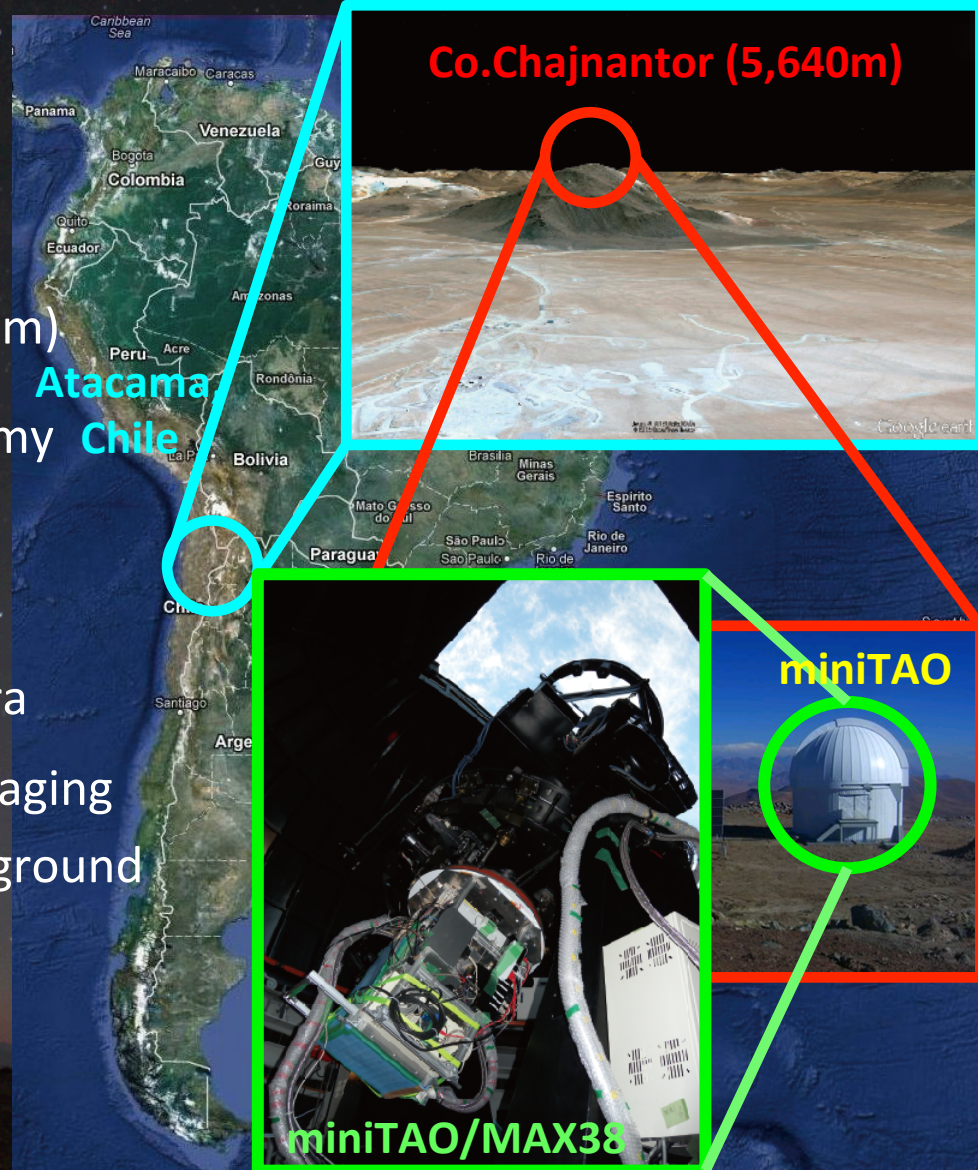 Caribbean
Sea
Maracaibo Caracas
Panama
Venezuela
Guy
Bogota
Colombia
Roraima
Quito
Ecuador
Amazonas
Peru
Acre
Rondônia
Co.Chajnantor (5,640m)
Google earth
m)
Atacama,
my Chile
La P
Bolivia
Brasilia
Minas
Gerais
Mato Grosso
do Sul
Espirito
Santo
São Paulo
Sao Paulo
Rio de
Janeiro
Rio de
Paraguay
Chile
ra
Santiago
Arge
aging
ground
miniTAO
miniTAO/MAX38